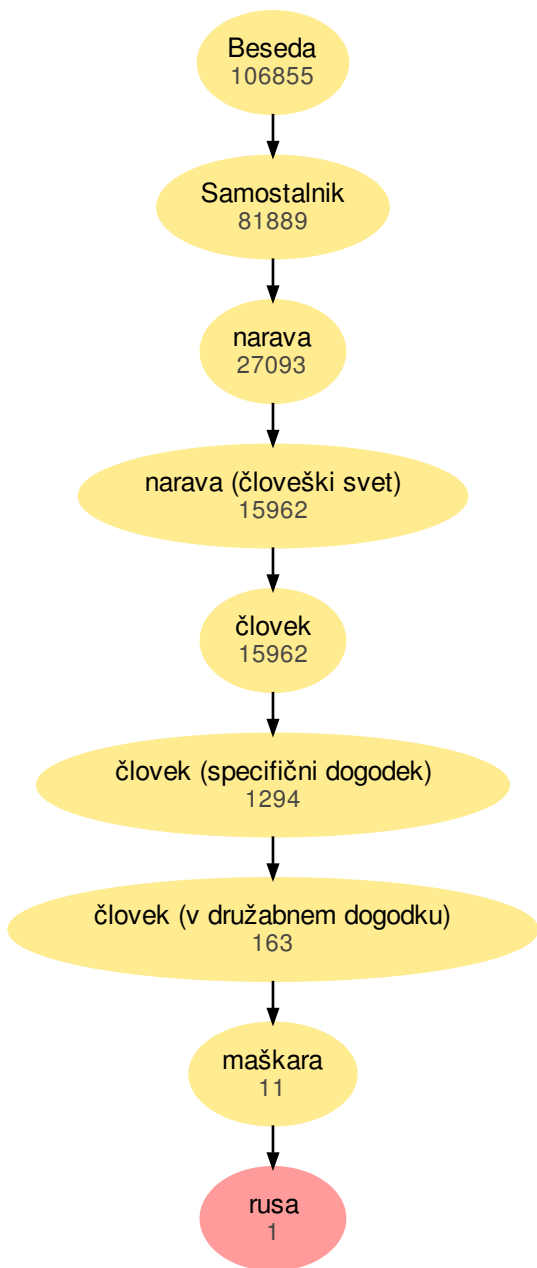 Beseda
106855
Samostalnik
81889
narava
27093
narava (človeški svet)
15962
človek
15962
človek (specifični dogodek)
1294
človek (v družabnem dogodku)
163
maškara
11
rusa
1